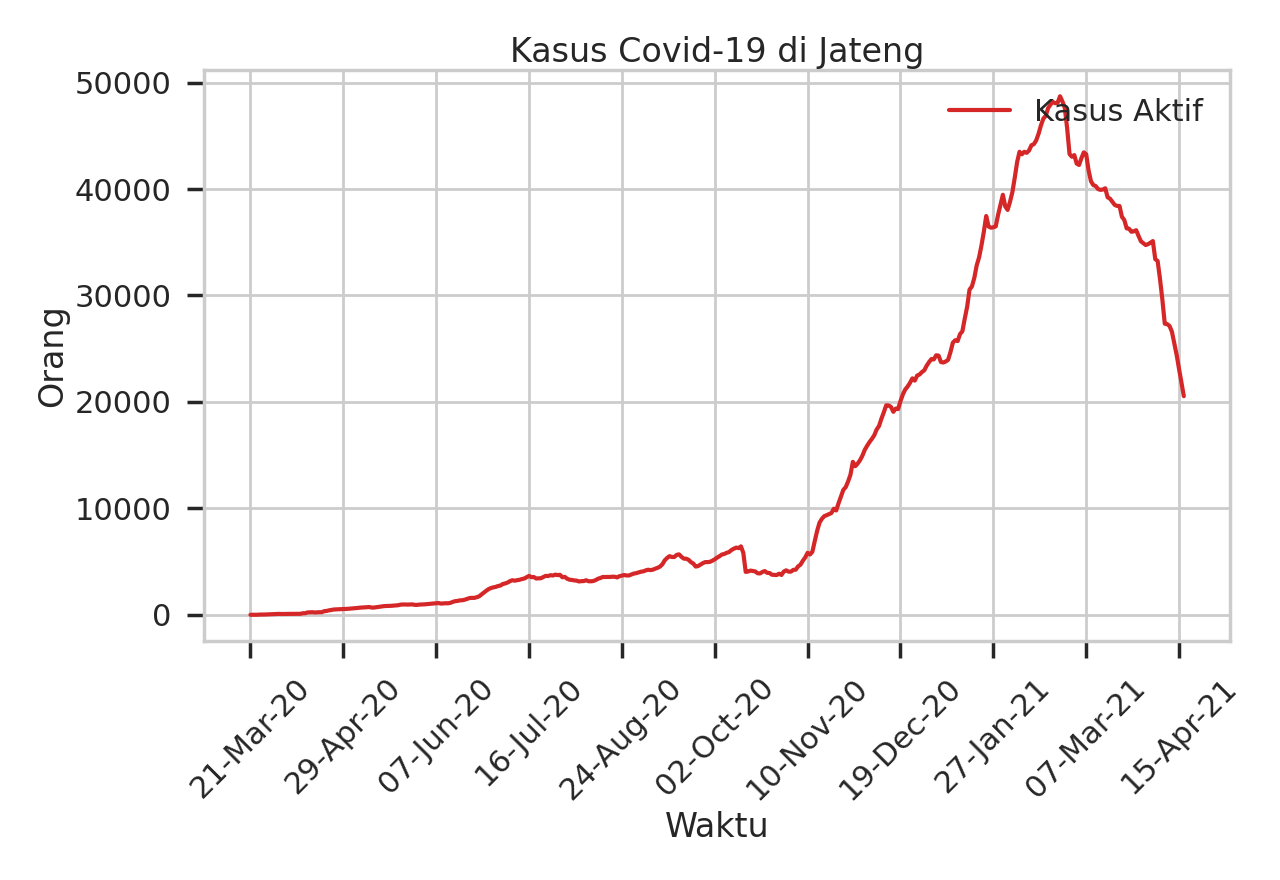 Kasus Covid-19 di Jateng
Kasus Aktif
Orang
50000
40000
30000
20000
10000
0
21-Mar-20
29-Apr-20
07-Jun-20
16-Jul-20
24-Aug-20
02-Oct-20
10-Nov-20
19-Dec-20
27-Jan-21
07-Mar-21
15-Apr-21
Waktu